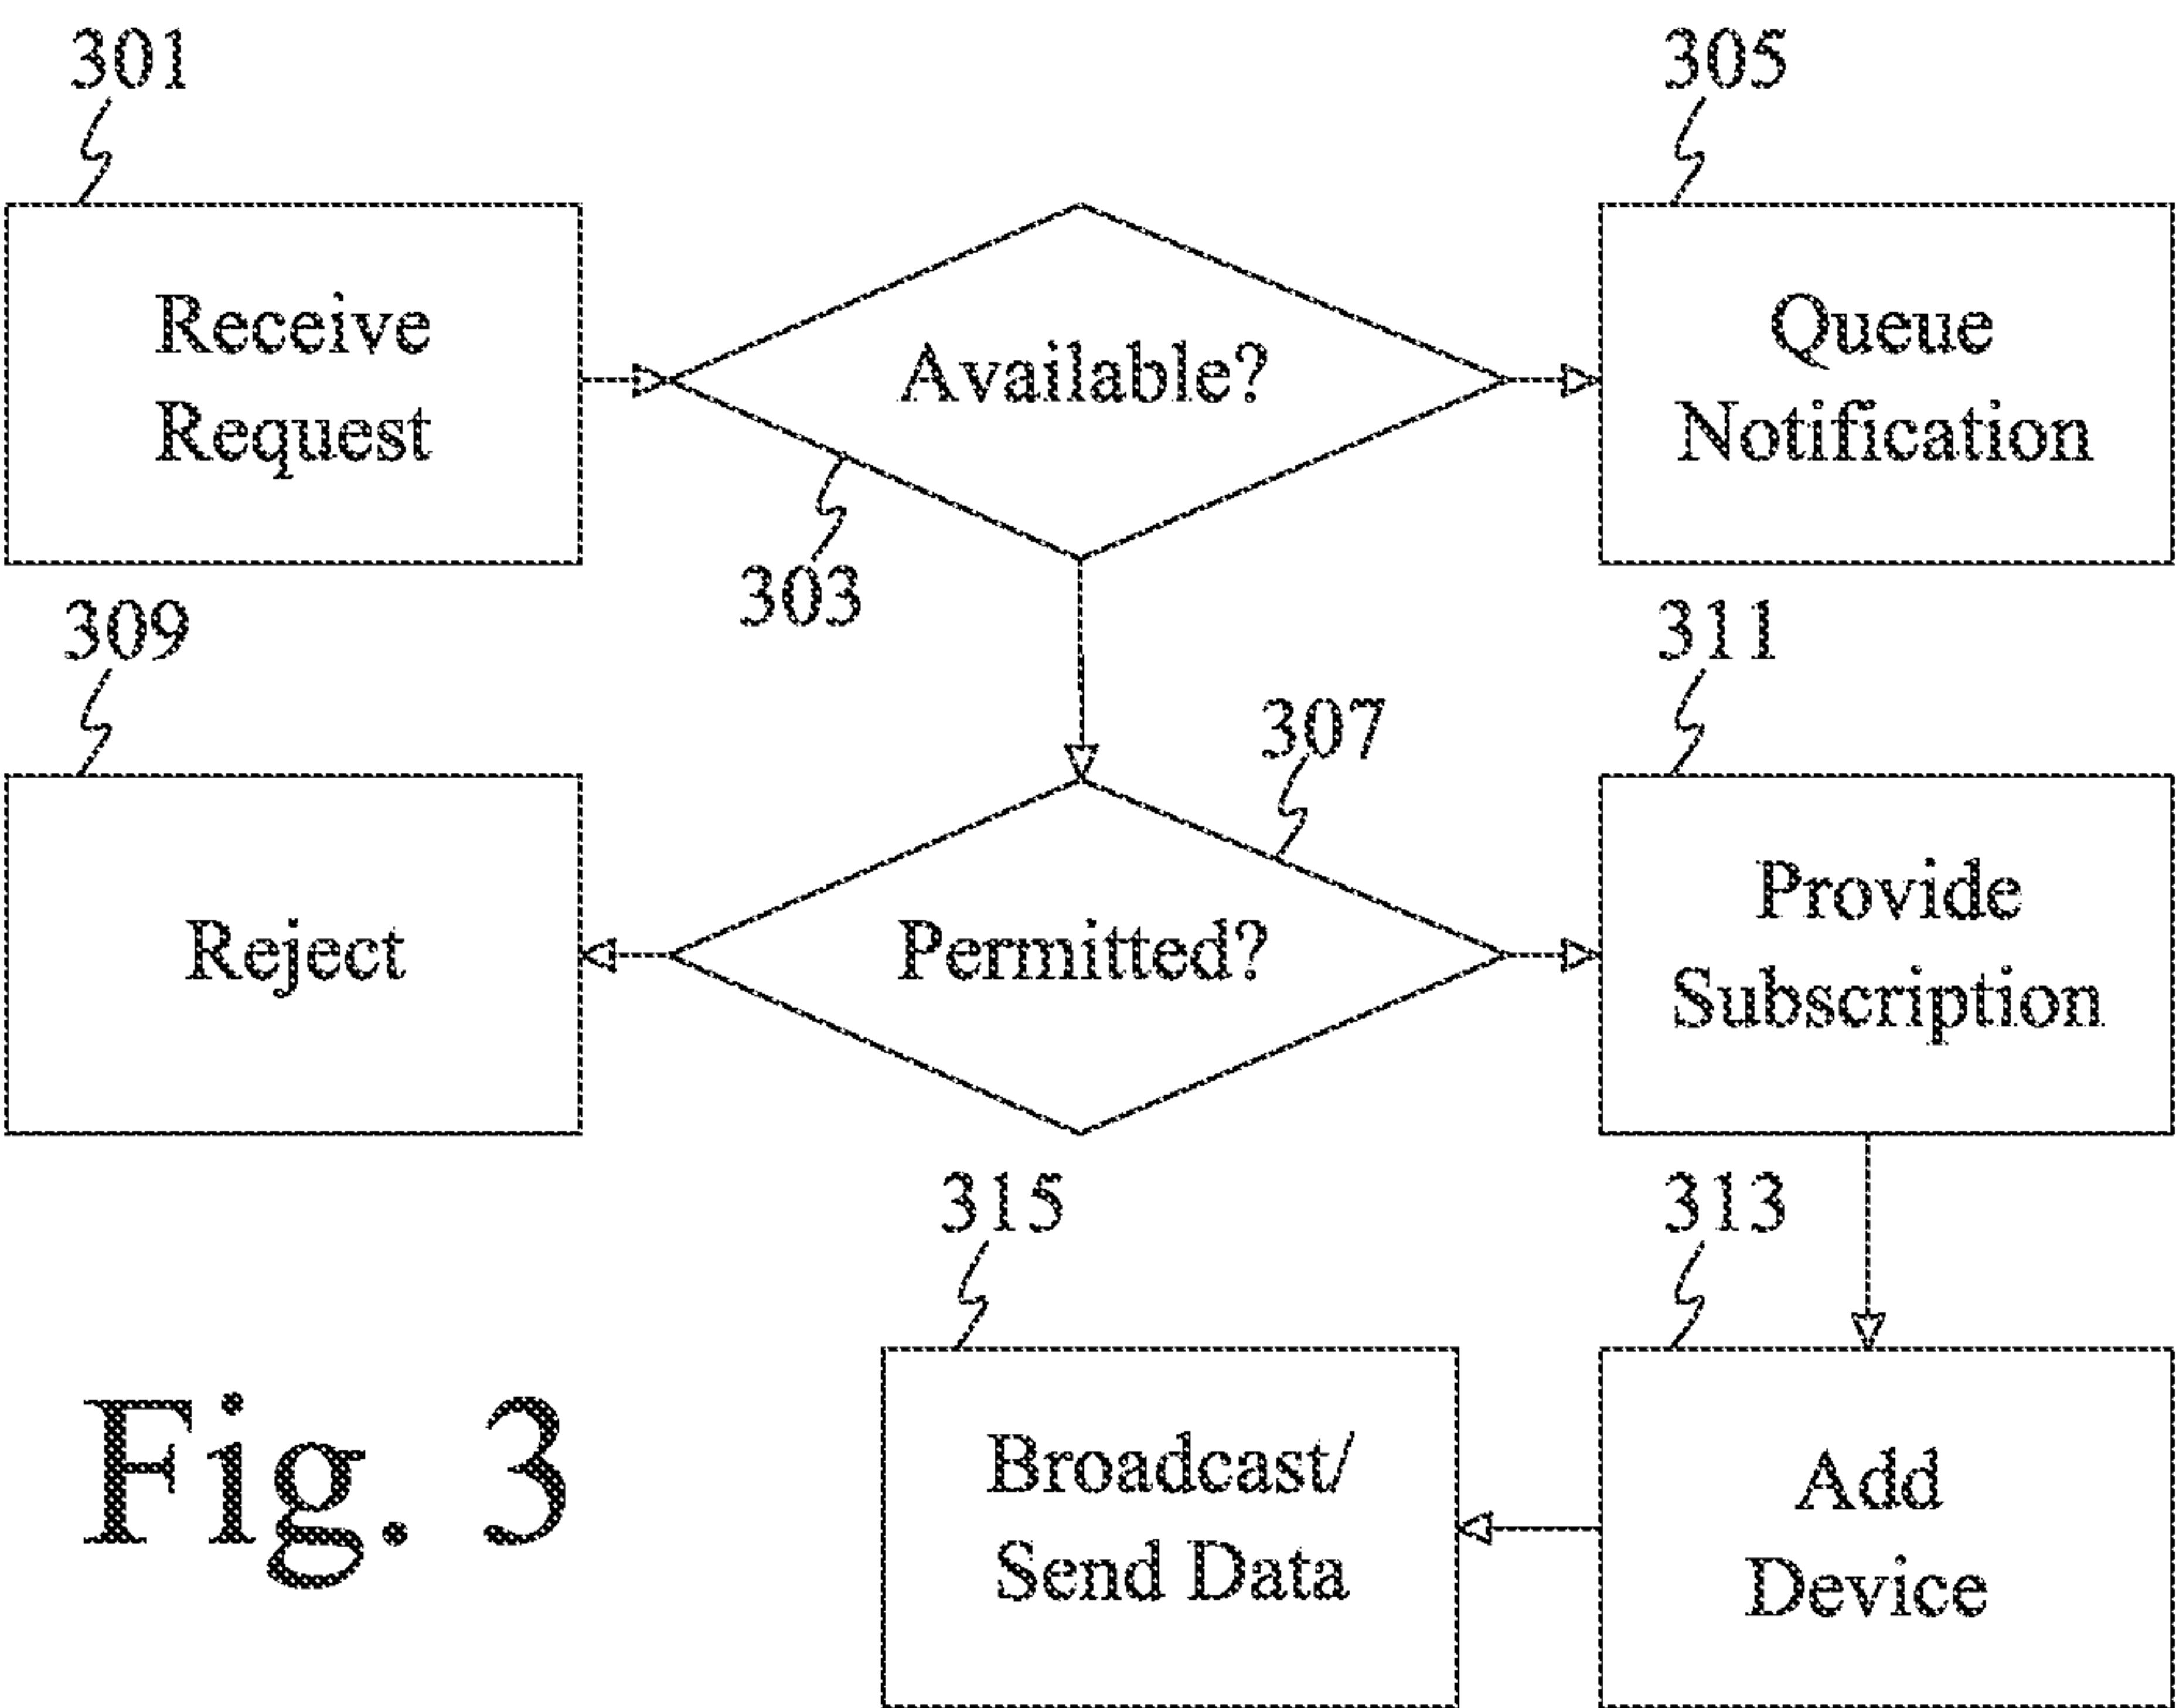 301
305
Receive
Request
Available?
Queue
Notification
303
309
311
307
Reject
Permitted?
Provide
Subscription
315
313
Broadcast/
Send Data
Add
Device
Fig. 3